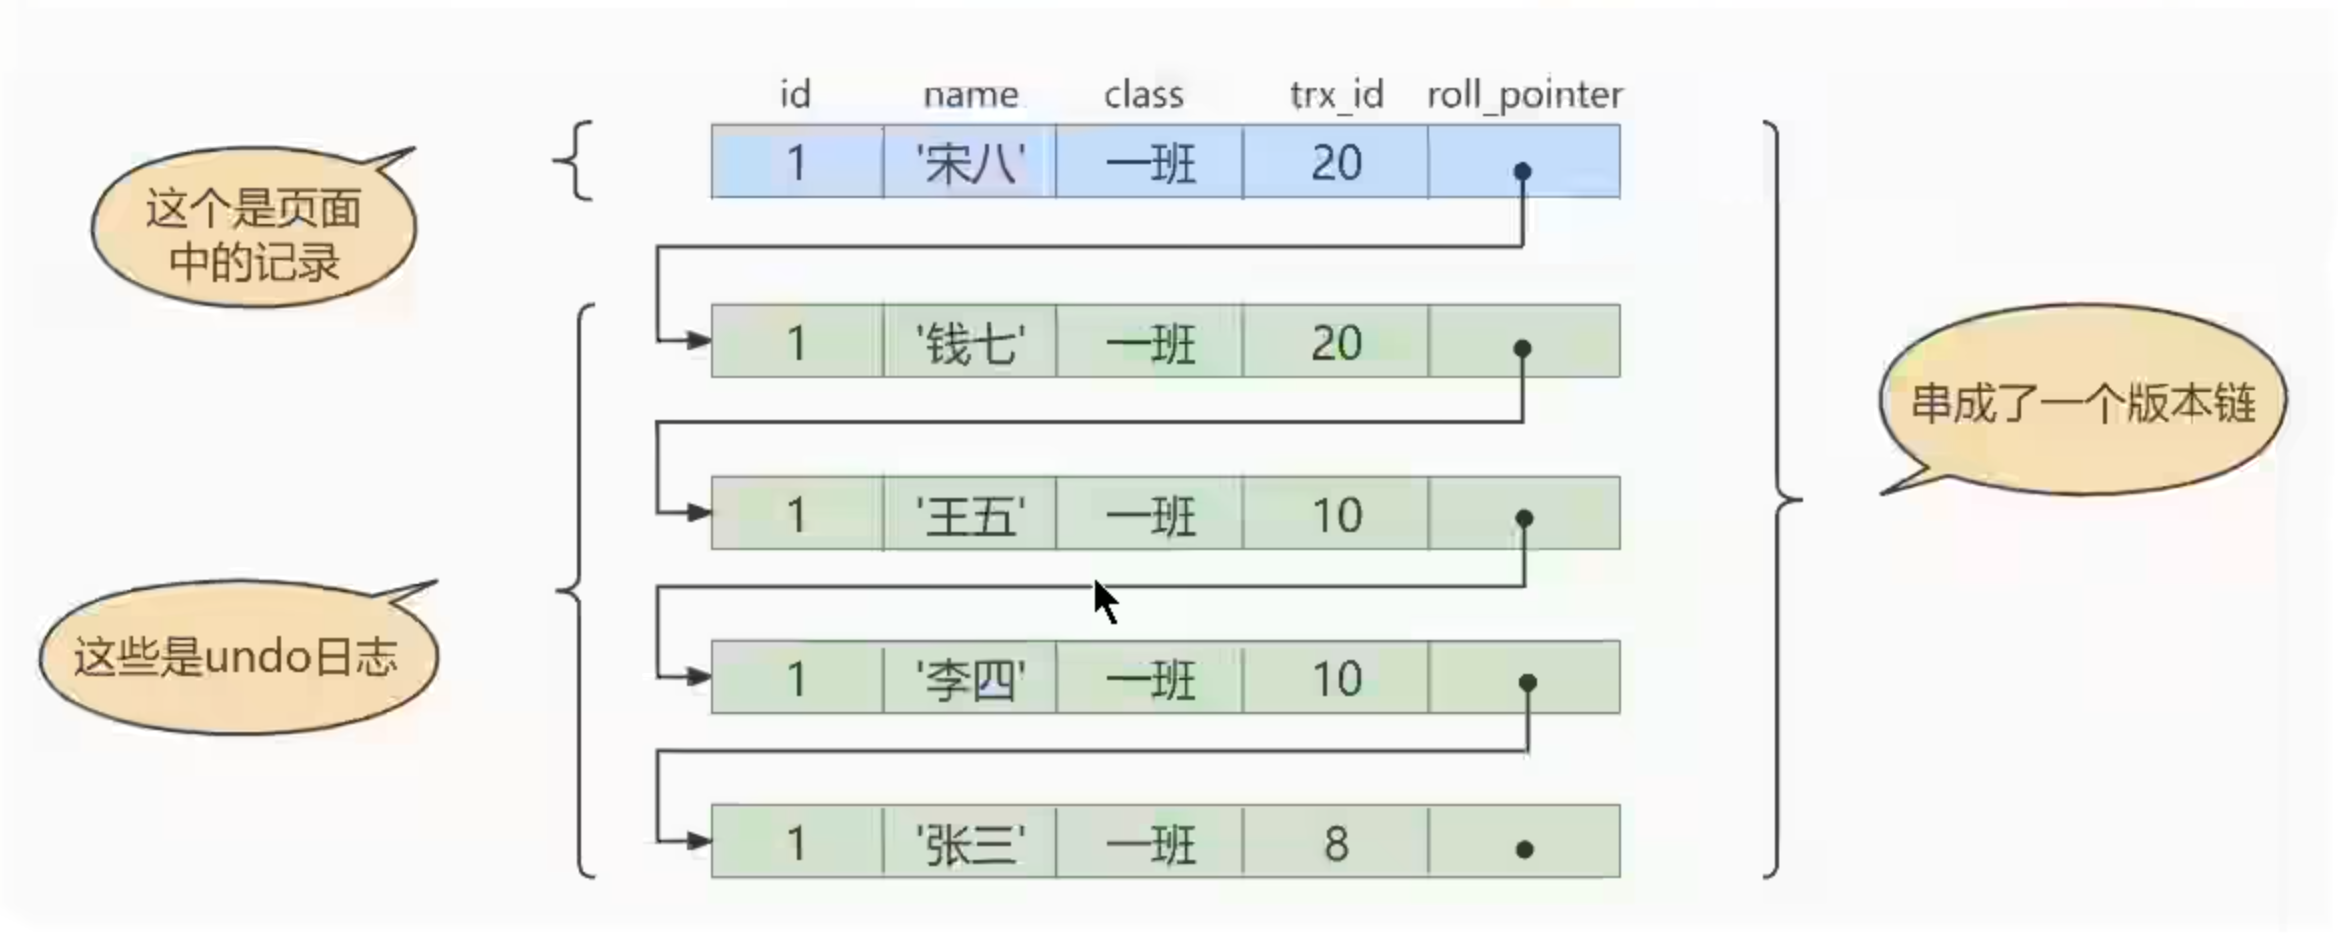 id name class trx_id roll_pointer
1 '宋八' 一班 20
这个是页面
中的记录
1 '钱七' 一班 20
串成了一个版本链
1 '王五' 一班 10
这些是undo日志
1 '李四' 一班 10
1 '张三' 一班 8